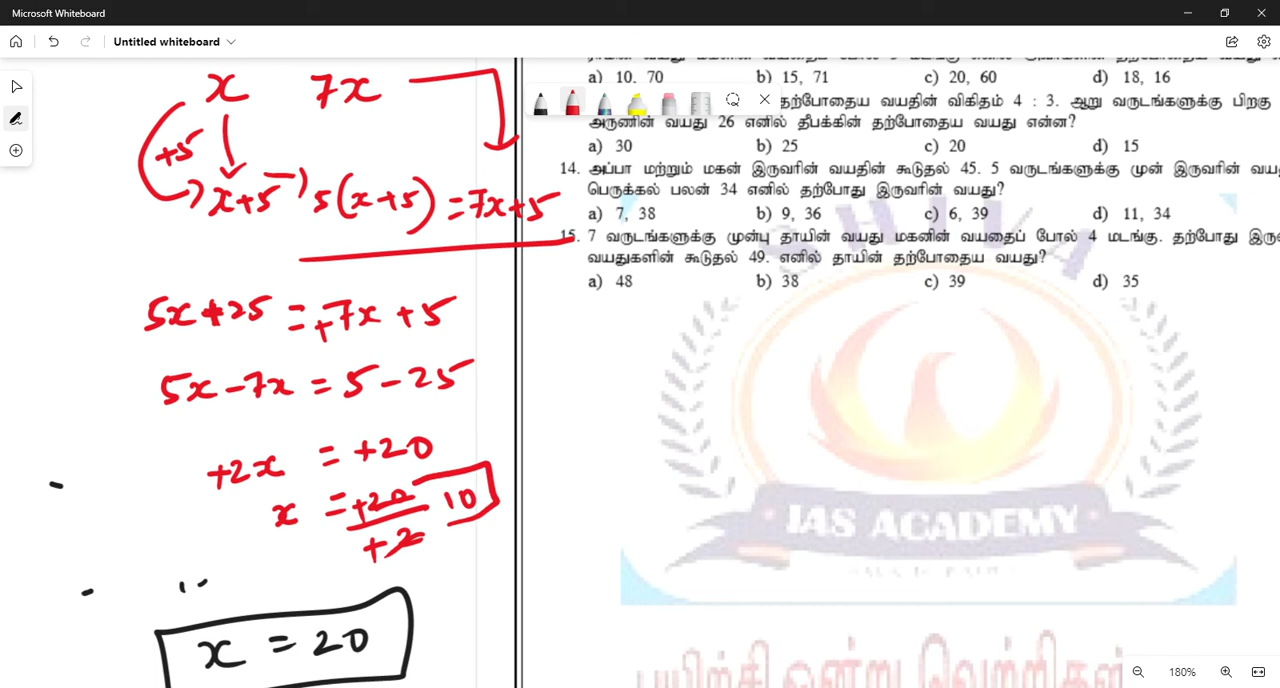 Microsoft Whiteboard
Untitled whiteboard
x 7x
+5
x+5 → 5(x+5) = 7x+5
5x+25 = +7x+5
5x-7x = 5-25
+2x = +20
x = +20 10
+2
x = 20
a) 10. 70 b) 15, 71 c) 20, 60 d) 18, 16
தற்போதைய வயதின் விகிதம் 4 : 3. ஆறு வருடங்களுக்கு பிறகு
அருணின் வயது 26 எனில் தீபக்கின் தற்போதைய வயது என்ன?
a) 30 b) 25 c) 20 d) 15
14. அப்பா மற்றும் மகன் இருவரின் வயதின் கூடுதல் 45. 5 வருடங்களுக்கு முன் இருவரின்
பெருக்கல் பலன் 34 எனில் தற்போது இருவரின் வயது?
a) 7, 38 b) 9, 36 c) 6, 39 d) 11, 34
15. 7 வருடங்களுக்கு முன்பு தாயின் வயது மகனின் வயதைப் போல் 4 மடங்கு. தற்போது
வயதுகளின் கூடுதல் 49. எனில் தாயின் தற்போதைய வயது?
a) 48 b) 38 c) 39 d) 35
SHIVA
IAS ACADEMY
180%